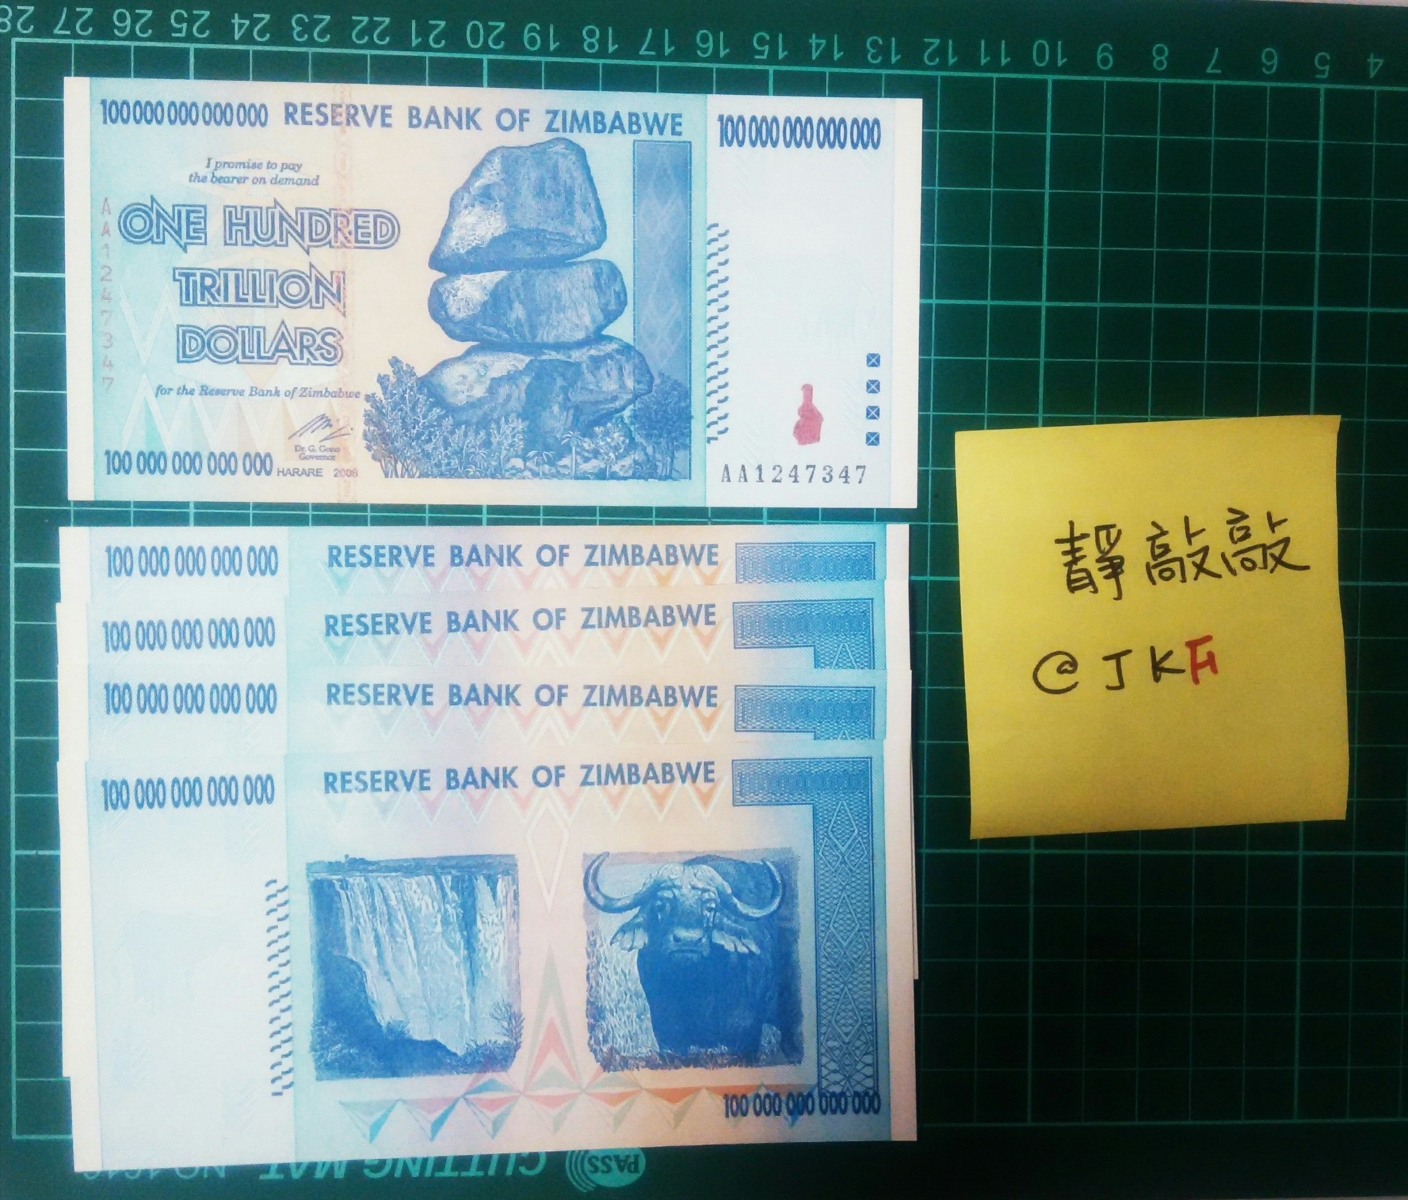 28 27 26 25 24 23 22 21 20 19 18 17 16 15 14 13 12 11 10 9 8 7 6 5 4
100 000 000 000 000 RESERVE BANK OF ZIMBABWE 100 000 000 000 000
I promise to pay
the bearer on demand
AA1247347
ONE HUNDRED
TRILLION
DOLLARS
for the Reserve Bank of Zimbabwe
Dr. G. Gono
Governor
100 000 000 000 000 HARARE 2008
AA1247347
靜敲敲
@JKF
100 000 000 000 000 RESERVE BANK OF ZIMBABWE
100 000 000 000 000 RESERVE BANK OF ZIMBABWE
100 000 000 000 000 RESERVE BANK OF ZIMBABWE
100 000 000 000 000 RESERVE BANK OF ZIMBABWE
100 000 000 000 000
CUTTING MAT PASS